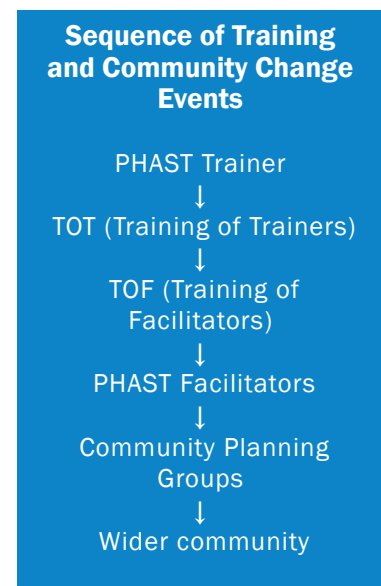 Sequence of Training
and Community Change
Events
PHAST Trainer
↓
TOT (Training of Trainers)
↓
TOF (Training of
Facilitators)
↓
PHAST Facilitators
↓
Community Planning
Groups
↓
Wider community